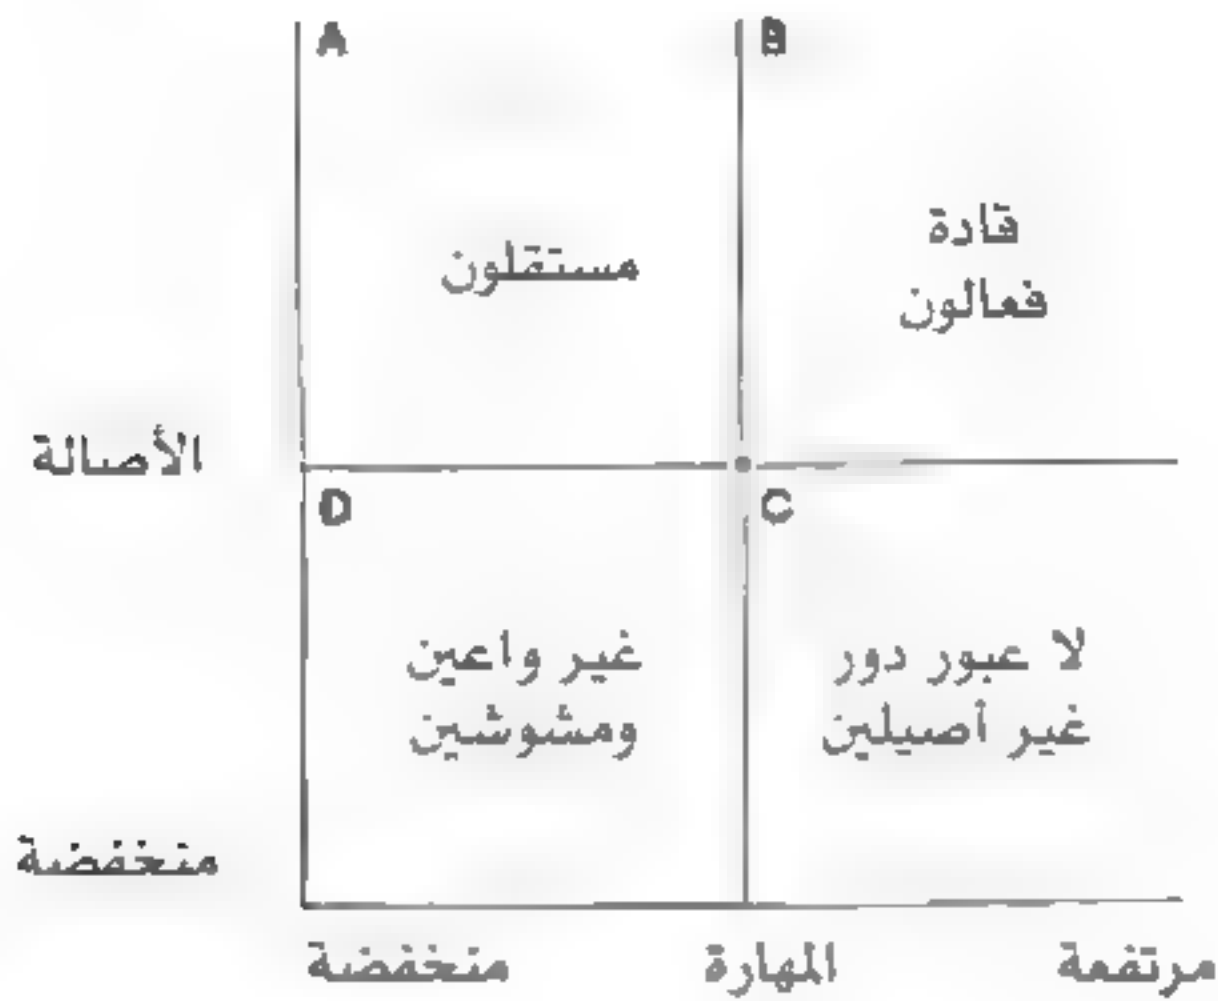 A
B
مستقلون
قادة
فعالون
الأصالة
D
C
غير واعين
ومشوشين
لا عبور دور
غير أصيلين
منخفضة
منخفضة
المهارة
مرتفعة